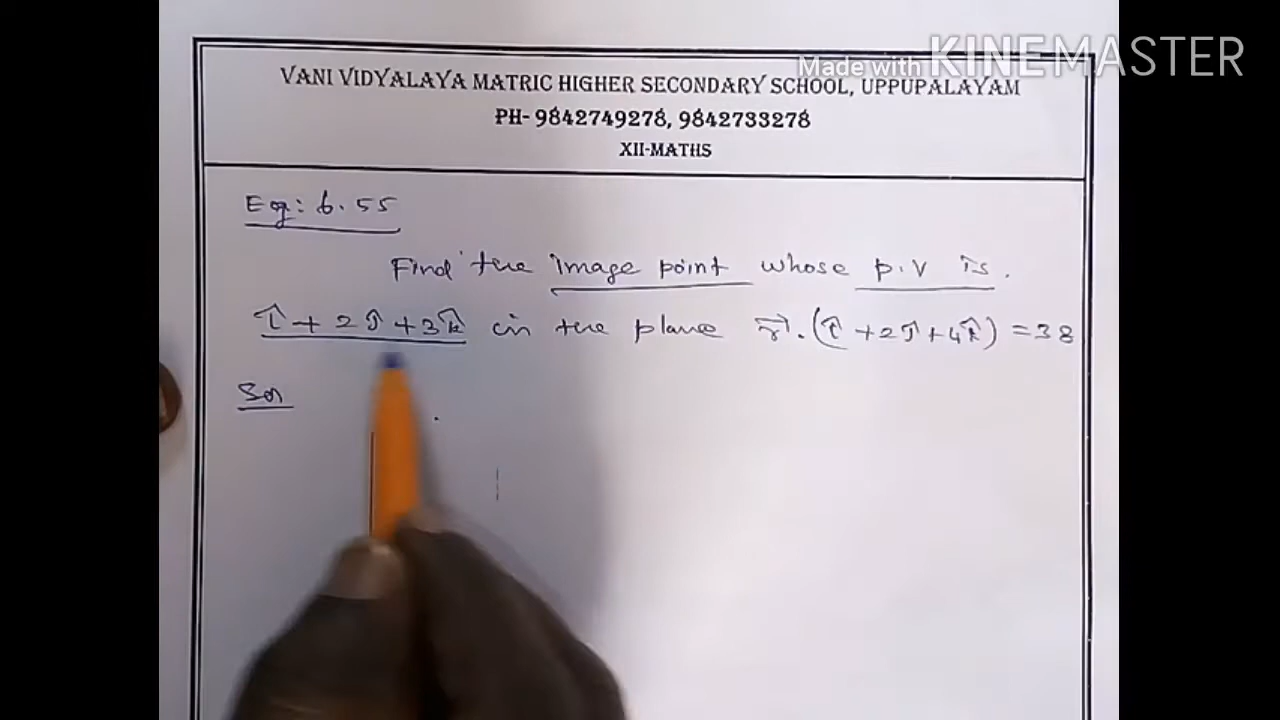 Made with KINEMASTER
VANI VIDYALAYA MATRIC HIGHER SECONDARY SCHOOL, UPPUPALAYAM
PH- 9842749278, 9842733278
XII-MATHS
Eg: 6.55
Find the image point whose p.v is.
î + 2ĵ + 3k̂ in the plane r⃗.(î + 2ĵ + 4k̂) = 38
Sol